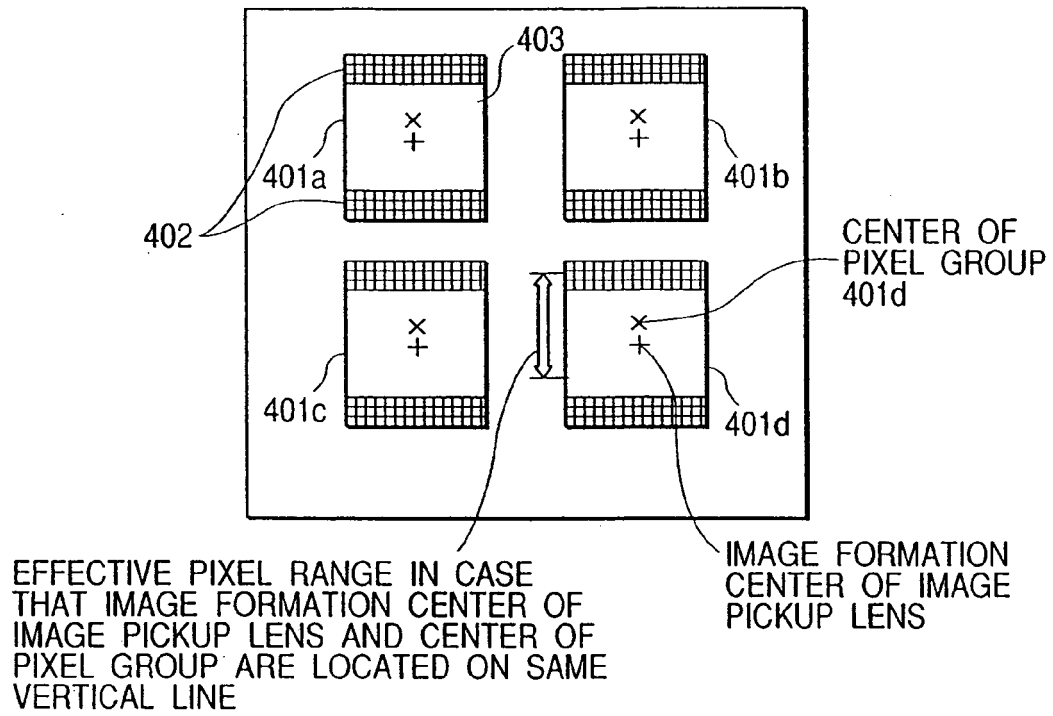 403
401a
401b
402
CENTER OF
PIXEL GROUP
401d
401c
401d
IMAGE FORMATION
CENTER OF IMAGE
PICKUP LENS
EFFECTIVE PIXEL RANGE IN CASE
THAT IMAGE FORMATION CENTER OF
IMAGE PICKUP LENS AND CENTER OF
PIXEL GROUP ARE LOCATED ON SAME
VERTICAL LINE